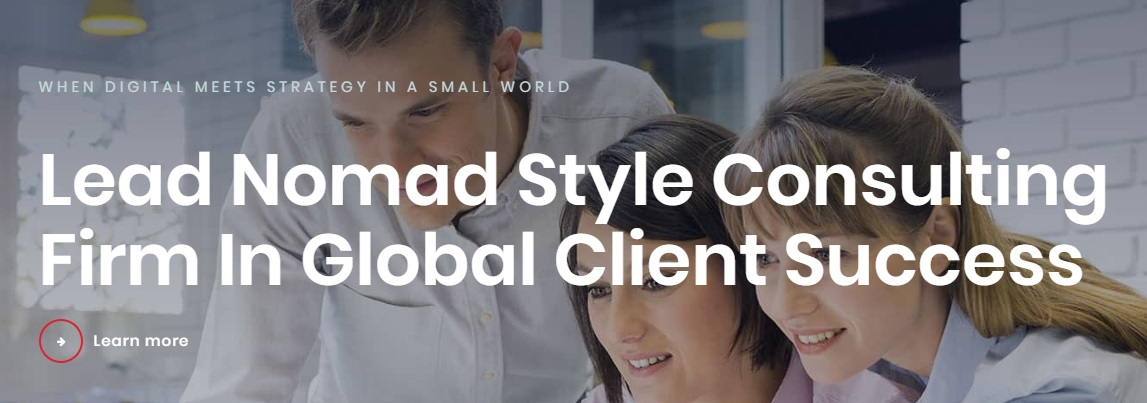 WHEN DIGITAL MEETS STRATEGY IN A SMALL WORLD
Lead Nomad Style Consulting
Firm In Global Client Success
Learn more